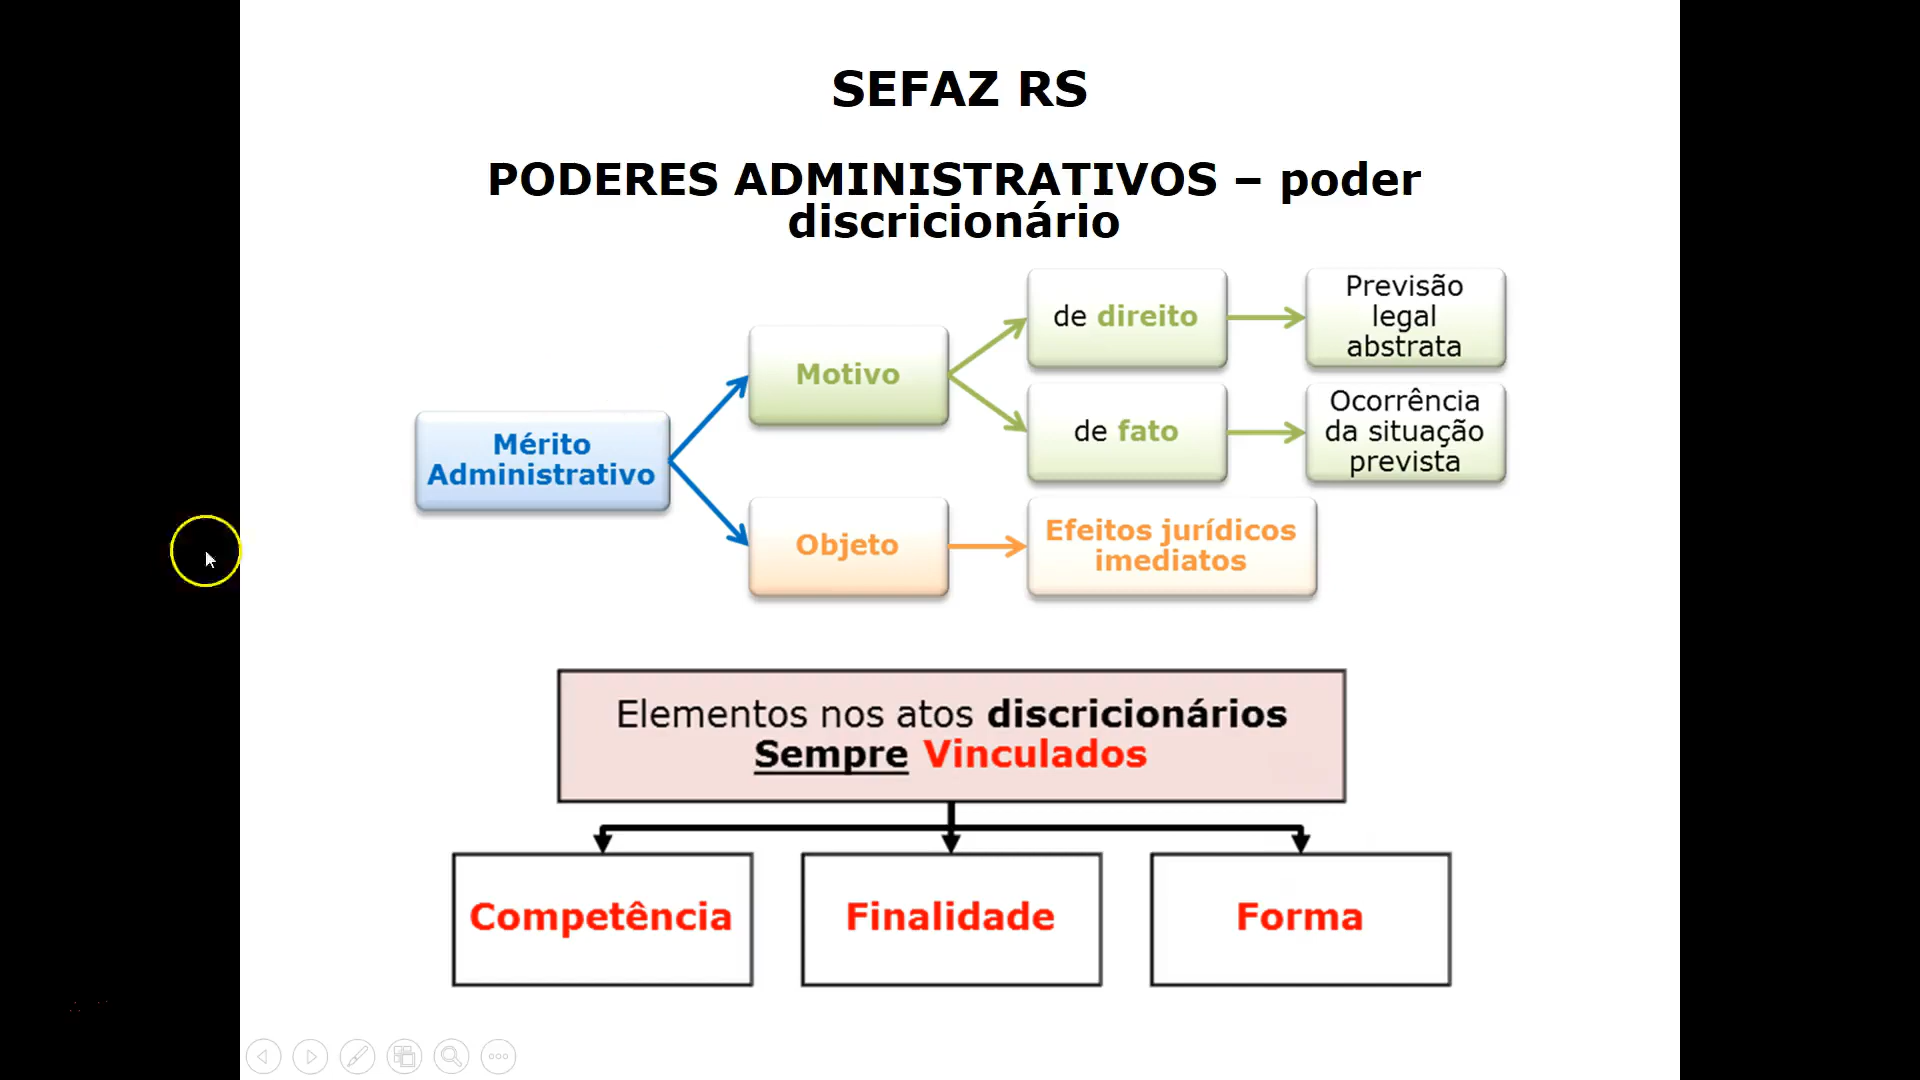 SEFAZ RS
PODERES ADMINISTRATIVOS – poder
discricionário
Mérito
Administrativo
Motivo
de direito
Previsão
legal
abstrata
de fato
Ocorrência
da situação
prevista
Objeto
Efeitos jurídicos
imediatos
Elementos nos atos discricionários
Sempre Vinculados
Competência
Finalidade
Forma